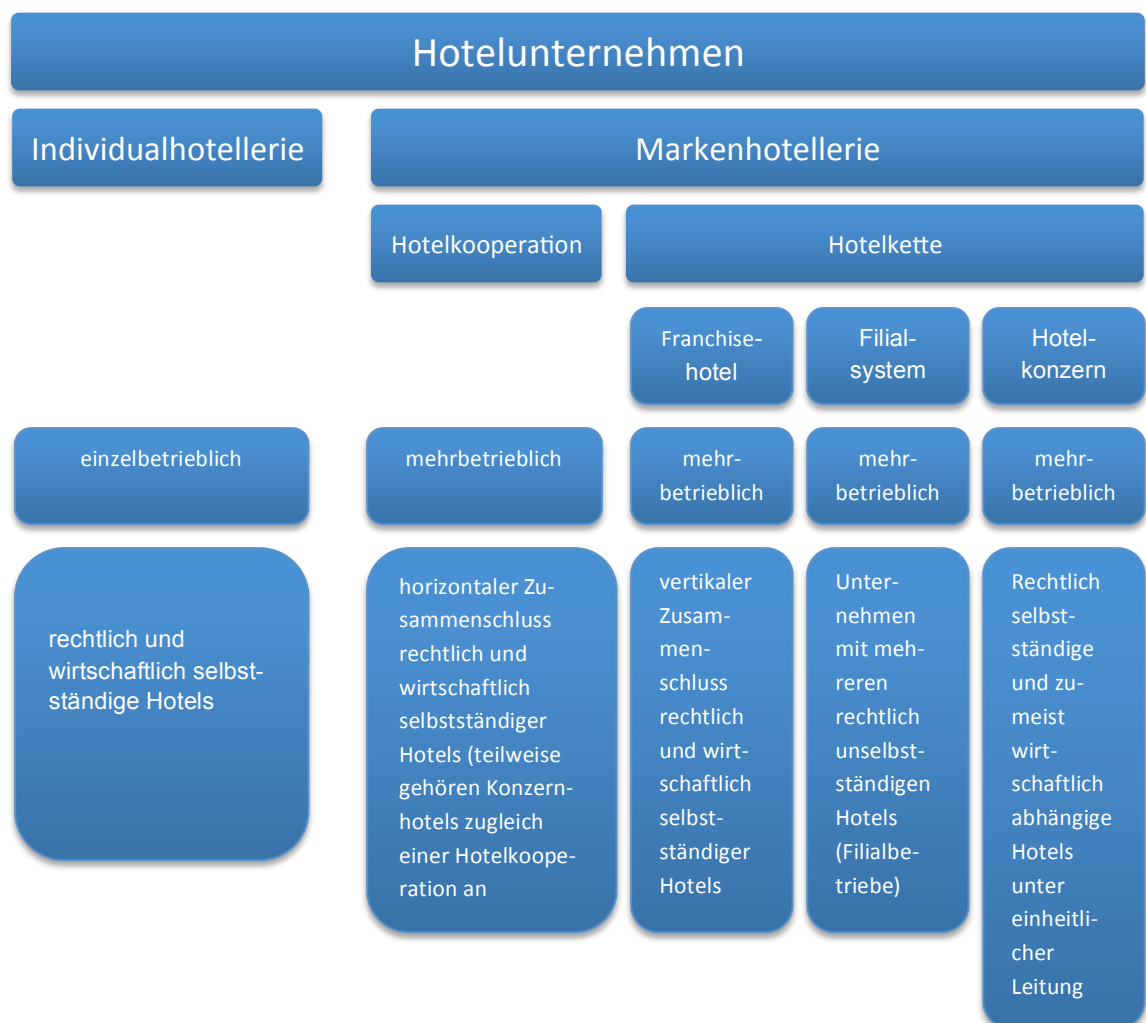 Hotelunternehmen
Individualhotellerie
Markenhotellerie
Hotelkooperation
Hotelkette
Franchise-
hotel
Filial-
system
Hotel-
konzern
einzelbetrieblich
mehrbetrieblich
mehr-
betrieblich
mehr-
betrieblich
mehr-
betrieblich
rechtlich und
wirtschaftlich selbst-
ständige Hotels
horizontaler Zu-
sammenschluss
rechtlich und
wirtschaftlich
selbstständiger
Hotels (teilweise
gehören Konzern-
hotels zugleich
einer Hotelkoope-
ration an
vertikaler
Zusam-
men-
schluss
rechtlich
und wirt-
schaftlich
selbst-
ständiger
Hotels
Unter-
nehmen
mit meh-
reren
rechtlich
unselbst-
ständigen
Hotels
(Filialbe-
triebe)
Rechtlich
selbst-
ständige
und zu-
meist
wirt-
schaftlich
abhängige
Hotels
unter
einheitli-
cher
Leitung